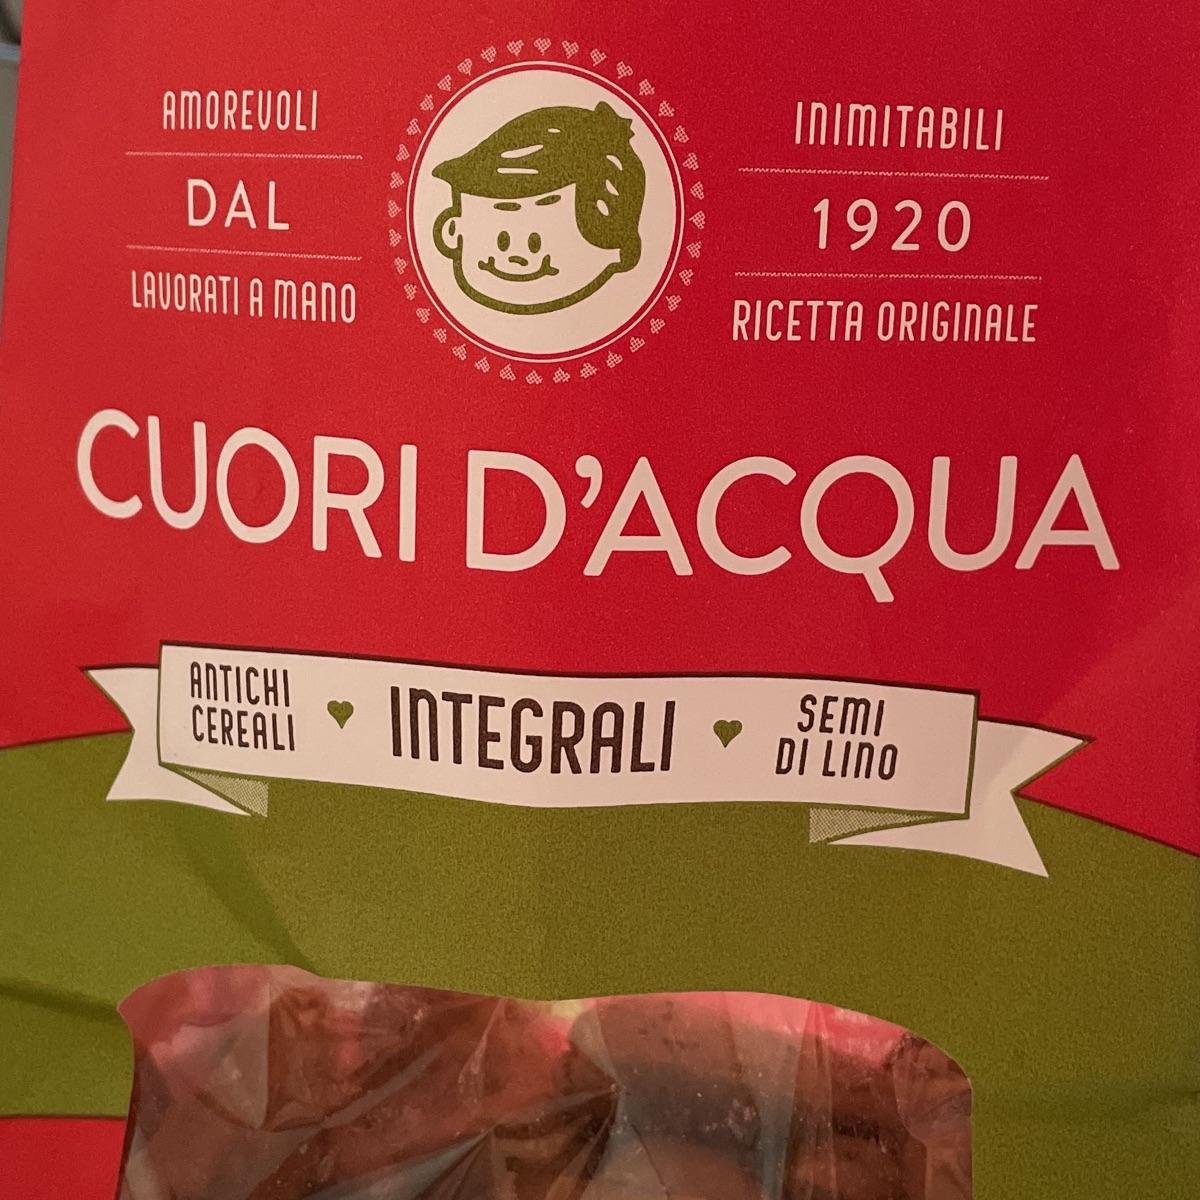 AMOREVOLI
DAL
LAVORATI A MANO
INIMITABILI
1920
RICETTA ORIGINALE
CUORI D'ACQUA
ANTICHI
CEREALI
INTEGRALI
SEMI
DI LINO